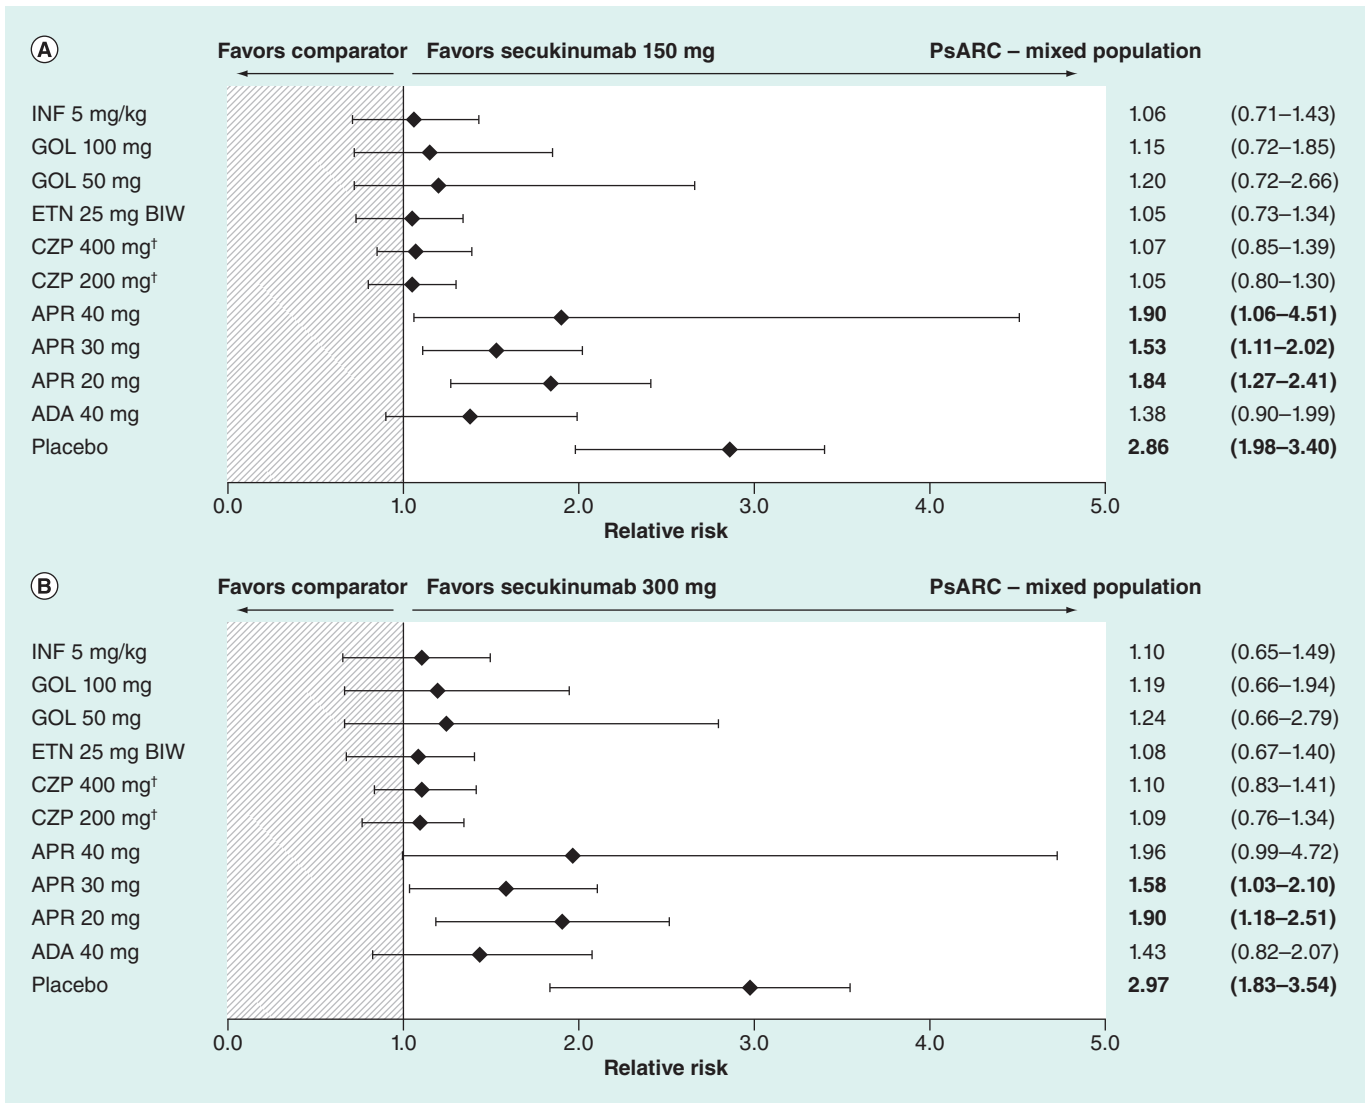 A
Favors comparator Favors secukinumab 150 mg PsARC – mixed population
INF 5 mg/kg 1.06 (0.71–1.43)
GOL 100 mg 1.15 (0.72–1.85)
GOL 50 mg 1.20 (0.72–2.66)
ETN 25 mg BIW 1.05 (0.73–1.34)
CZP 400 mg† 1.07 (0.85–1.39)
CZP 200 mg† 1.05 (0.80–1.30)
APR 40 mg 1.90 (1.06–4.51)
APR 30 mg 1.53 (1.11–2.02)
APR 20 mg 1.84 (1.27–2.41)
ADA 40 mg 1.38 (0.90–1.99)
Placebo 2.86 (1.98–3.40)
0.0 1.0 2.0 3.0 4.0 5.0
Relative risk
B
Favors comparator Favors secukinumab 300 mg PsARC – mixed population
INF 5 mg/kg 1.10 (0.65–1.49)
GOL 100 mg 1.19 (0.66–1.94)
GOL 50 mg 1.24 (0.66–2.79)
ETN 25 mg BIW 1.08 (0.67–1.40)
CZP 400 mg† 1.10 (0.83–1.41)
CZP 200 mg† 1.09 (0.76–1.34)
APR 40 mg 1.96 (0.99–4.72)
APR 30 mg 1.58 (1.03–2.10)
APR 20 mg 1.90 (1.18–2.51)
ADA 40 mg 1.43 (0.82–2.07)
Placebo 2.97 (1.83–3.54)
0.0 1.0 2.0 3.0 4.0 5.0
Relative risk